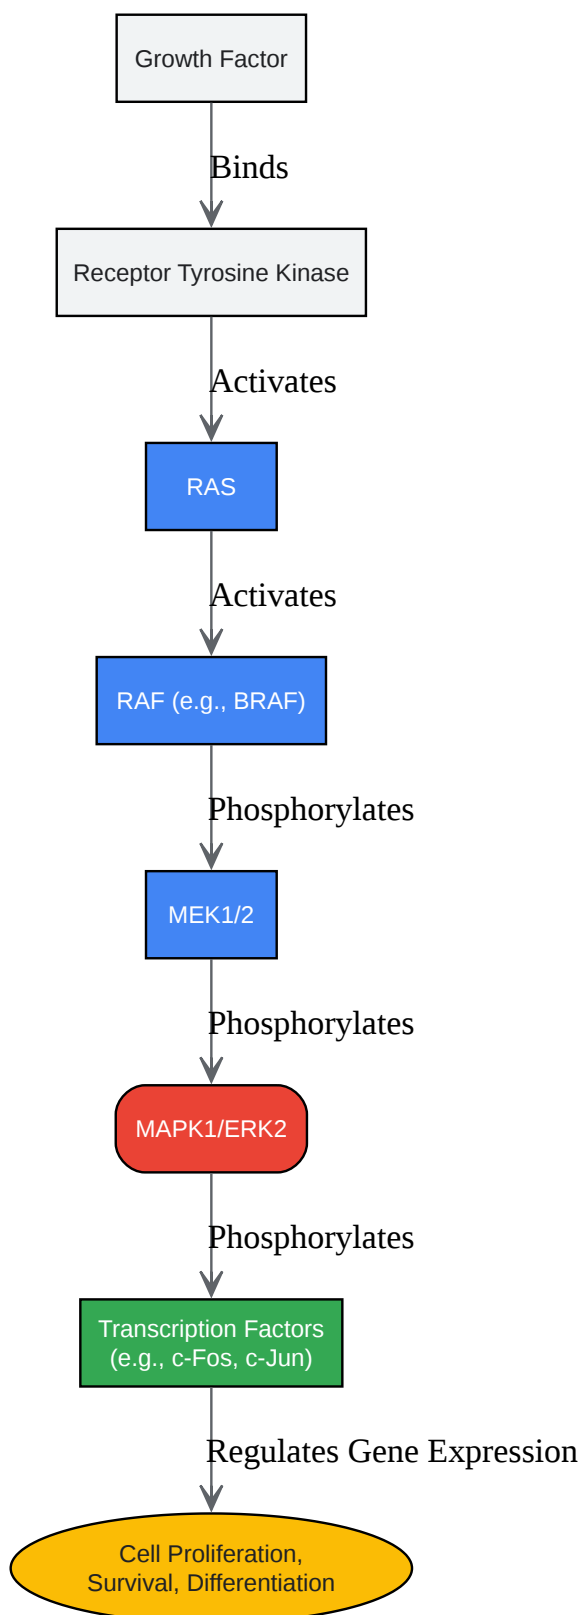 Growth Factor
Binds
Receptor Tyrosine Kinase
Activates
RAS
Activates
RAF (e.g., BRAF)
Phosphorylates
MEK1/2
Phosphorylates
MAPK1/ERK2
Phosphorylates
Transcription Factors
(e.g., c-Fos, c-Jun)
Regulates Gene Expression
Cell Proliferation,
Survival, Differentiation